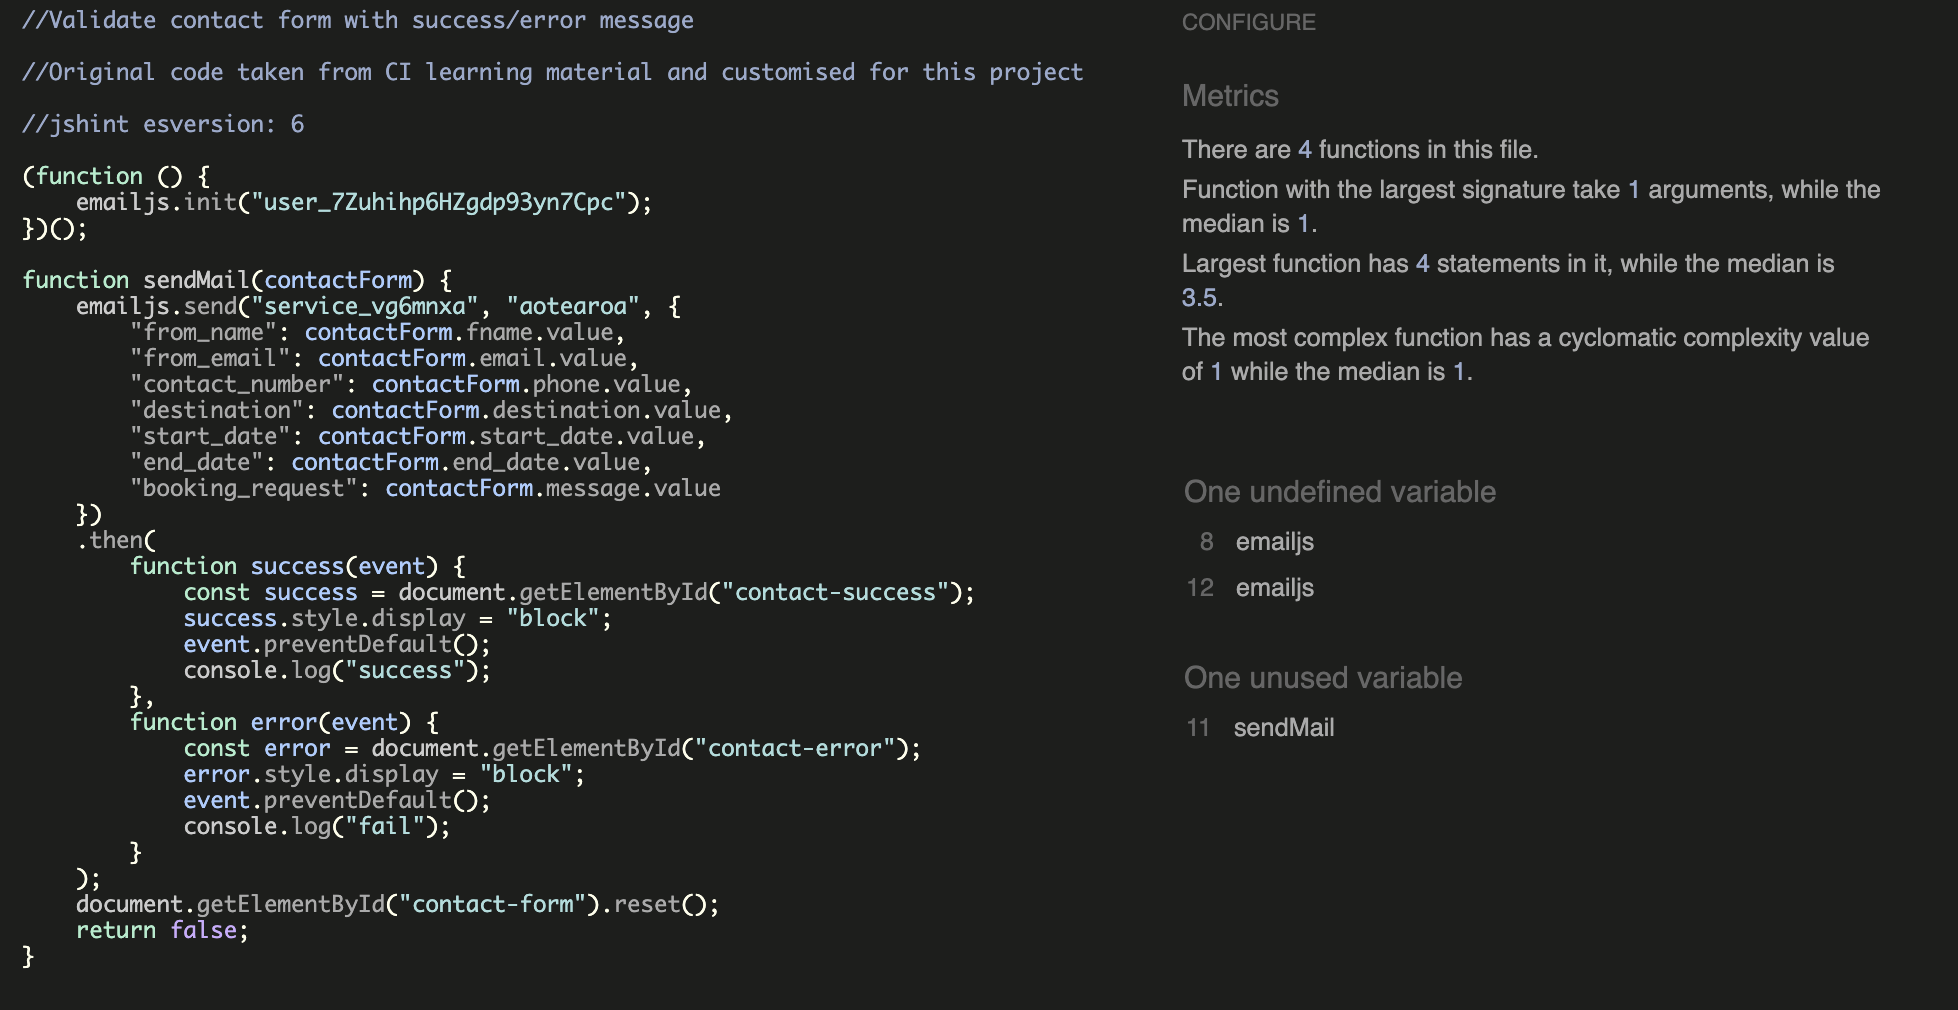 //Validate contact form with success/error message
//Original code taken from CI learning material and customised for this project
//jshint esversion: 6
(function () {
    emailjs.init("user_7Zuhihp6HZgdp93yn7Cpc");
})();
function sendMail(contactForm) {
    emailjs.send("service_vg6mnxa", "aotearoa", {
        "from_name": contactForm.fname.value,
        "from_email": contactForm.email.value,
        "contact_number": contactForm.phone.value,
        "destination": contactForm.destination.value,
        "start_date": contactForm.start_date.value,
        "end_date": contactForm.end_date.value,
        "booking_request": contactForm.message.value
    })
    .then(
        function success(event) {
            const success = document.getElementById("contact-success");
            success.style.display = "block";
            event.preventDefault();
            console.log("success");
        },
        function error(event) {
            const error = document.getElementById("contact-error");
            error.style.display = "block";
            event.preventDefault();
            console.log("fail");
        }
    );
    document.getElementById("contact-form").reset();
    return false;
}
CONFIGURE
Metrics
There are 4 functions in this file.
Function with the largest signature take 1 arguments, while the
median is 1.
Largest function has 4 statements in it, while the median is
3.5.
The most complex function has a cyclomatic complexity value
of 1 while the median is 1.
One undefined variable
8 emailjs
12 emailjs
One unused variable
11 sendMail